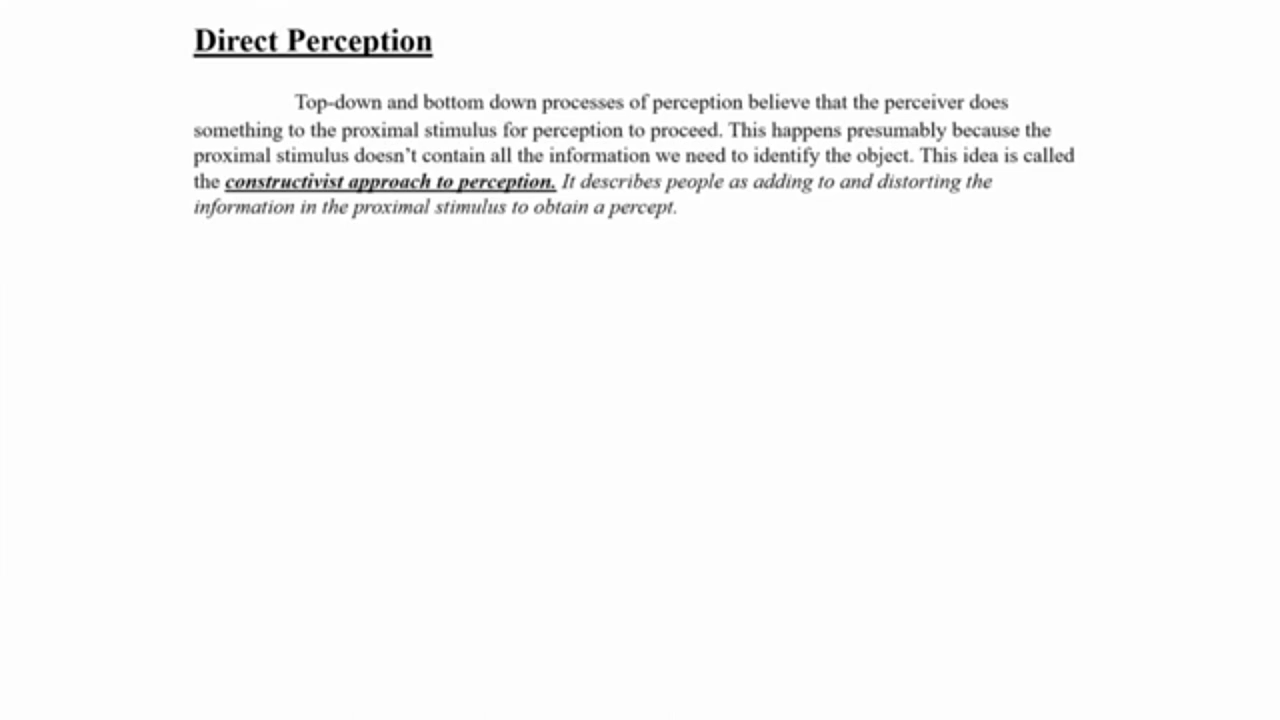 Direct Perception
Top-down and bottom down processes of perception believe that the perceiver does
something to the proximal stimulus for perception to proceed. This happens presumably because the
proximal stimulus doesn’t contain all the information we need to identify the object. This idea is called
the constructivist approach to perception. It describes people as adding to and distorting the
information in the proximal stimulus to obtain a percept.